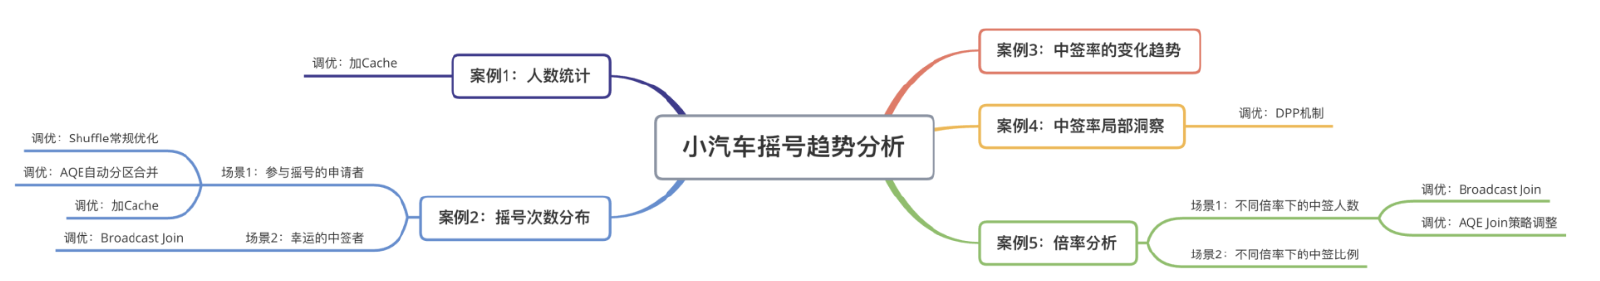 小汽车摇号趋势分析
案例1：人数统计
调优：加Cache
案例2：摇号次数分布
场景1：参与摇号的申请者
调优：Shuffle常规优化
调优：AQE自动分区合并
调优：加Cache
场景2：幸运的中签者
调优：Broadcast Join
案例3：中签率的变化趋势
案例4：中签率局部洞察
调优：DPP机制
案例5：倍率分析
场景1：不同倍率下的中签人数
调优：Broadcast Join
调优：AQE Join策略调整
场景2：不同倍率下的中签比例